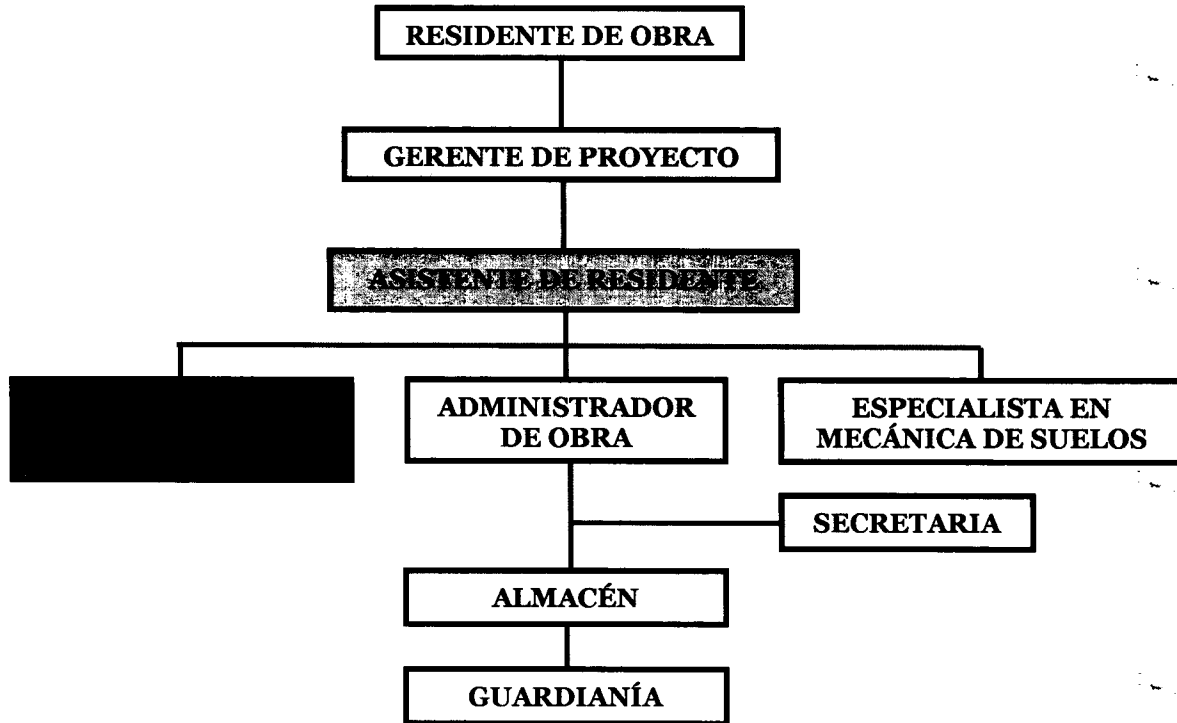 RESIDENTE DE OBRA
GERENTE DE PROYECTO
ASISTENTE DE RESIDENTE
ADMINISTRADOR
DE OBRA
ESPECIALISTA EN
MECÁNICA DE SUELOS
SECRETARIA
ALMACÉN
GUARDIANÍA